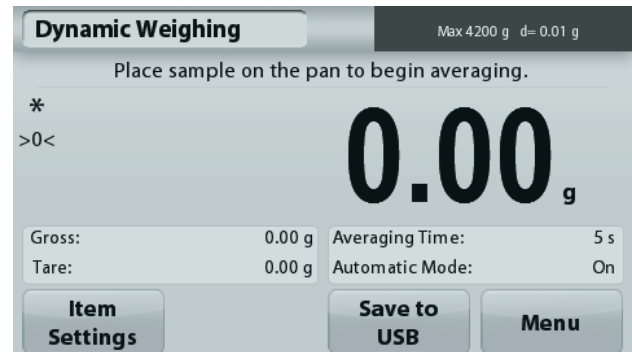 Dynamic Weighing
Max 4200 g d= 0.01 g
Place sample on the pan to begin averaging.
*
>0<
0.00 g
Gross: 0.00 g
Tare: 0.00 g
Averaging Time: 5 s
Automatic Mode: On
Item
Settings
Save to
USB
Menu